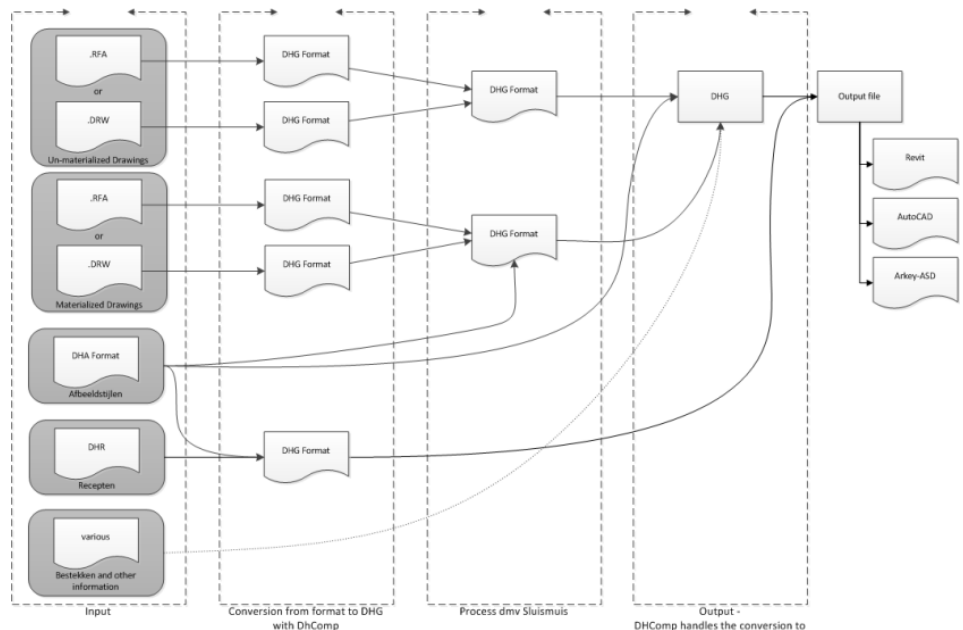 .RFA
or
.DRW
Un-materialized Drawings
.RFA
or
.DRW
Materialized Drawings
DHA Format
Afbeeldstijlen
DHR
Recepten
various
Bestekken and other
information
Input
DHG Format
DHG Format
DHG Format
DHG Format
DHG Format
Conversion from format to DHG
with DhComp
DHG Format
DHG Format
Process dmv Sluismuis
DHG
Output -
DHComp handles the conversion to
Output file
Revit
AutoCAD
Arkey-ASD